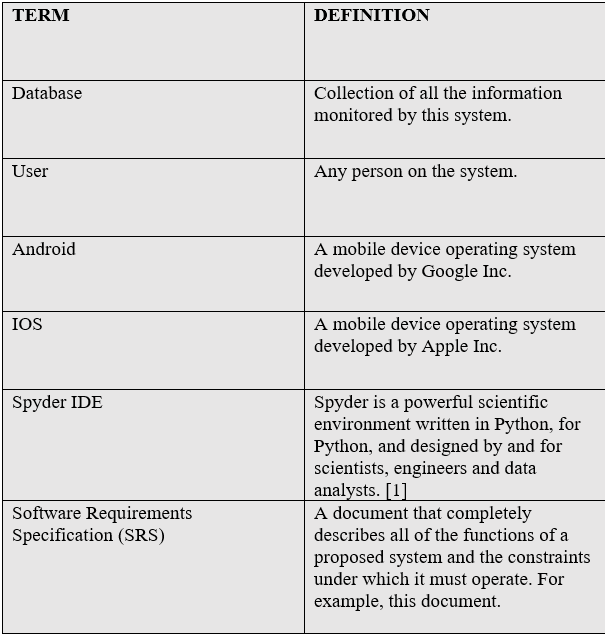 TERM
DEFINITION
Database
Collection of all the information
monitored by this system.
User
Any person on the system.
Android
A mobile device operating system
developed by Google Inc.
IOS
A mobile device operating system
developed by Apple Inc.
Spyder IDE
Spyder is a powerful scientific
environment written in Python, for
Python, and designed by and for
scientists, engineers and data
analysts. [1]
Software Requirements
Specification (SRS)
A document that completely
describes all of the functions of a
proposed system and the constraints
under which it must operate. For
example, this document.